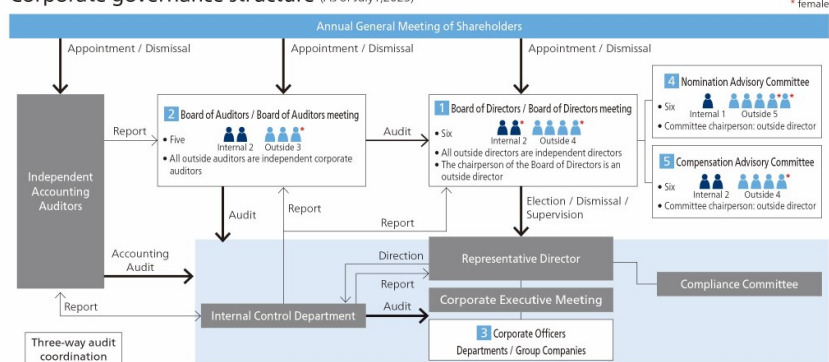 Corporate governance structure (As of July 1, 2025)
* female
Annual General Meeting of Shareholders
Appointment / Dismissal
Appointment / Dismissal
Appointment / Dismissal
Independent
Accounting
Auditors
Report
2 Board of Auditors / Board of Auditors meeting
• Five
Internal 2
Outside 3
*
• All outside auditors are independent corporate
auditors
Audit
1 Board of Directors / Board of Directors meeting
• Six
Internal 2
*
Outside 4
*
• All outside directors are independent directors
• The chairman of the Board of Directors is an
outside director
4 Nomination Advisory Committee
• Six
Internal 1
Outside 5
* *
• Committee chairperson: outside director
5 Compensation Advisory Committee
• Six
Internal 2
Outside 4
*
• Committee chairperson: outside director
Audit
Report
Report
Election / Dismissal /
Supervision
Accounting
Audit
Direction
Report
Representative Director
Compliance Committee
Report
Internal Control Department
Audit
Corporate Executive Meeting
3 Corporate Officers
Departments / Group Companies
Three-way audit
coordination